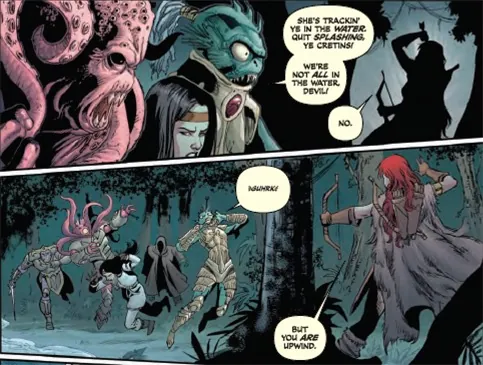 SHE'S TRACKIN'
YE IN THE WATER.
QUIT SPLASHING,
YE CRETINS!
WE'RE
NOT ALL IN
THE WATER,
DEVIL!
NO.
>GUHRK!<
BUT
YOU ARE
UPWIND.